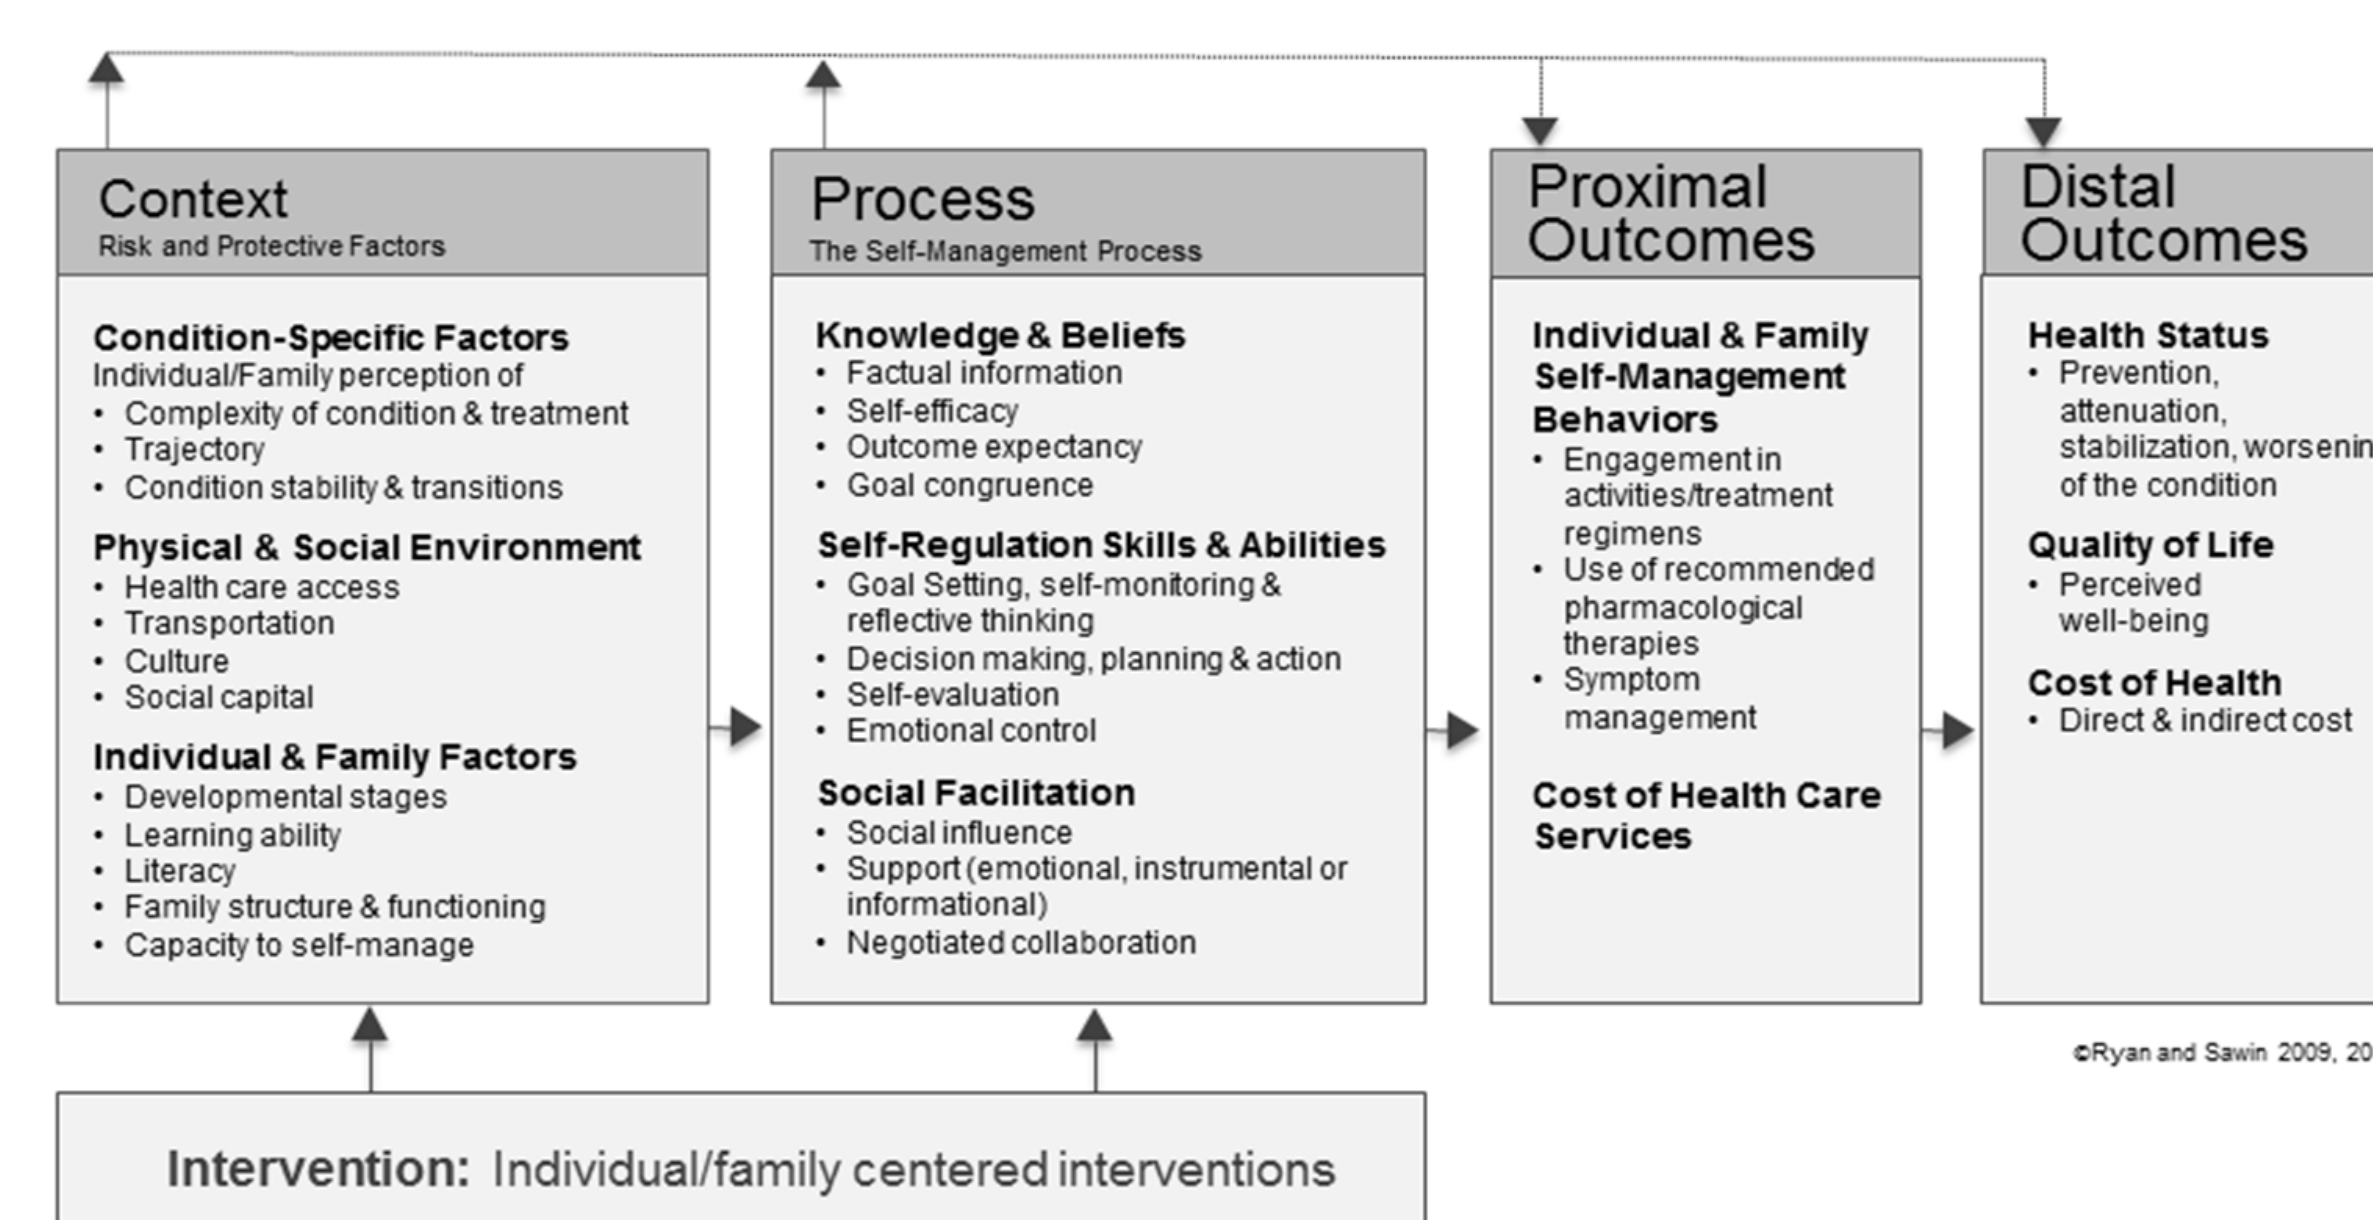 Context
Risk and Protective Factors
Condition-Specific Factors
Individual/Family perception of
• Complexity of condition & treatment
• Trajectory
• Condition stability & transitions
Physical & Social Environment
• Health care access
• Transportation
• Culture
• Social capital
Individual & Family Factors
• Developmental stages
• Learning ability
• Literacy
• Family structure & functioning
• Capacity to self-manage
Process
The Self-Management Process
Knowledge & Beliefs
• Factual information
• Self-efficacy
• Outcome expectancy
• Goal congruence
Self-Regulation Skills & Abilities
• Goal Setting, self-monitoring &
reflective thinking
• Decision making, planning & action
• Self-evaluation
• Emotional control
Social Facilitation
• Social influence
• Support (emotional, instrumental or
informational)
• Negotiated collaboration
Proximal
Outcomes
Individual & Family
Self-Management
Behaviors
• Engagement in
activities/treatment
regimens
• Use of recommended
pharmacological
therapies
• Symptom
management
Cost of Health Care
Services
Distal
Outcomes
Health Status
• Prevention,
attenuation,
stabilization, worsenin
of the condition
Quality of Life
• Perceived
well-being
Cost of Health
• Direct & indirect cost
©Ryan and Sawin 2009, 20
Intervention: Individual/family centered interventions